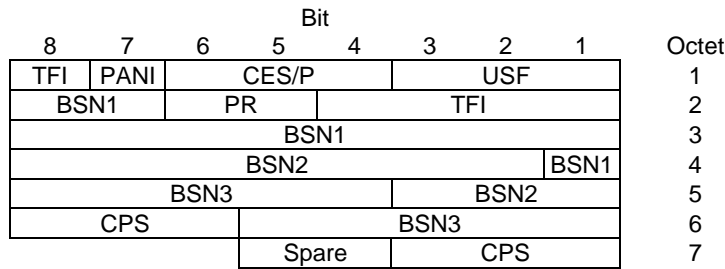 Bit
8 7 6 5 4 3 2 1 Octet
TFI PANI CES/P USF 1
BSN1 PR TFI 2
BSN1 3
BSN2 BSN1 4
BSN3 BSN2 5
CPS BSN3 6
Spare CPS 7